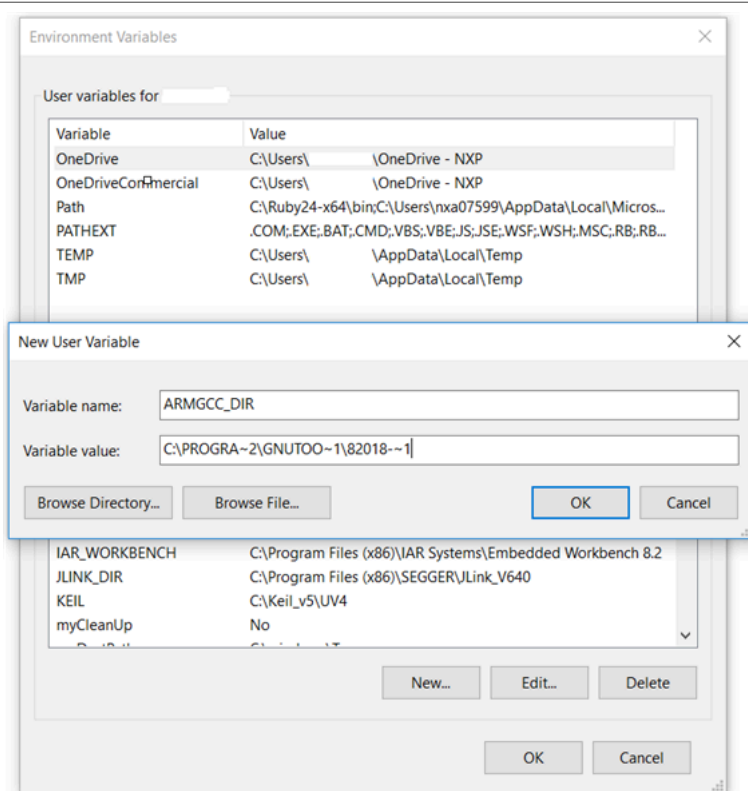 Environment Variables
User variables for
Variable Value
OneDrive C:\Users\ \OneDrive - NXP
OneDriveCommercial C:\Users\ \OneDrive - NXP
Path C:\Ruby24-x64\bin;C:\Users\nxa07599\AppData\Local\Micros...
PATHEXT .COM;.EXE;.BAT;.CMD;.VBS;.VBE;.JS;.JSE;.WSF;.WSH;.MSC;.RB;.RB...
TEMP C:\Users\ \AppData\Local\Temp
TMP C:\Users\ \AppData\Local\Temp
New User Variable
Variable name: ARMGCC_DIR
Variable value: C:\PROGRA~2\GNUTOO~1\82018-~1
Browse Directory... Browse File... OK Cancel
IAR_WORKBENCH C:\Program Files (x86)\IAR Systems\Embedded Workbench 8.2
JLINK_DIR C:\Program Files (x86)\SEGGER\JLink_V640
KEIL C:\Keil_v5\UV4
myCleanUp No
New... Edit... Delete
OK Cancel